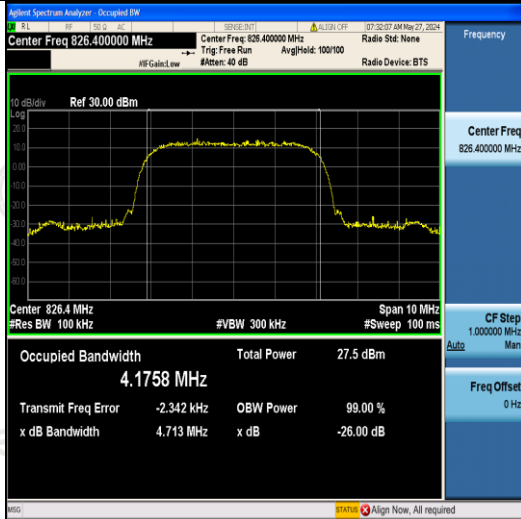 Agilent Spectrum Analyzer - Occupied BW
RL RF 50 Ω AC SENSE:INT ALIGN OFF 07:32:07 AM May 27, 2024
Center Freq 826.400000 MHz Center Freq: 826.400000 MHz Radio Std: None
Trig: Free Run Avg|Hold: 100/100
#IFGain:Low #Atten: 40 dB Radio Device: BTS
Frequency
10 dB/div Ref 30.00 dBm
Log
20.0
10.0
0.00
-10.0
-20.0
-30.0
-40.0
-50.0
-60.0
Center 826.4 MHz Span 10 MHz
#Res BW 100 kHz #VBW 300 kHz #Sweep 100 ms
Occupied Bandwidth Total Power 27.5 dBm
4.1758 MHz
Transmit Freq Error -2.342 kHz OBW Power 99.00 %
x dB Bandwidth 4.713 MHz x dB -26.00 dB
Center Freq
826.400000 MHz
CF Step
1.000000 MHz
Auto Man
Freq Offset
0 Hz
MSG STATUS Align Now, All required